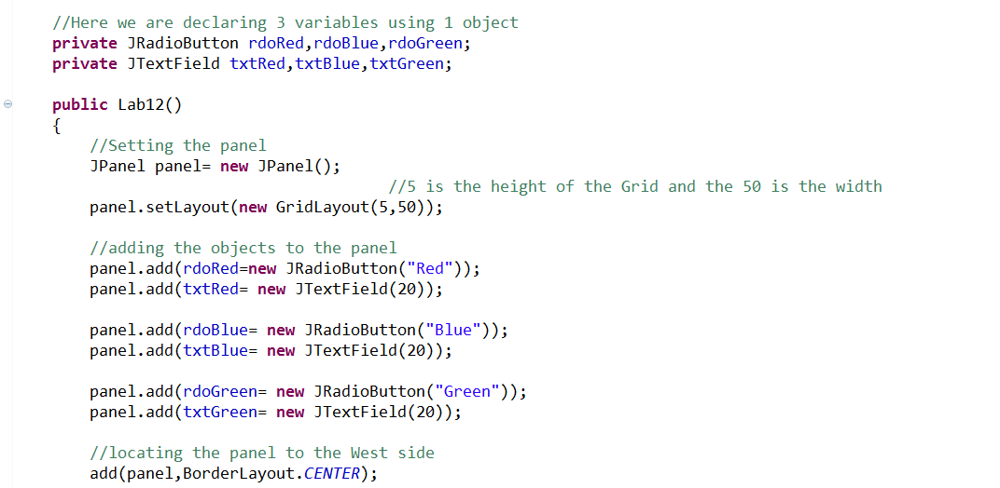 //Here we are declaring 3 variables using 1 object
private JRadioButton rdoRed,rdoBlue,rdoGreen;
private JTextField txtRed,txtBlue,txtGreen;
public Lab12()
{
//Setting the panel
JPanel panel= new JPanel();
//5 is the height of the Grid and the 50 is the width
panel.setLayout(new GridLayout(5,50));
//adding the objects to the panel
panel.add(rdoRed=new JRadioButton("Red"));
panel.add(txtRed= new JTextField(20));
panel.add(rdoBlue= new JRadioButton("Blue"));
panel.add(txtBlue= new JTextField(20));
panel.add(rdoGreen= new JRadioButton("Green"));
panel.add(txtGreen= new JTextField(20));
//locating the panel to the West side
add(panel,BorderLayout.CENTER);